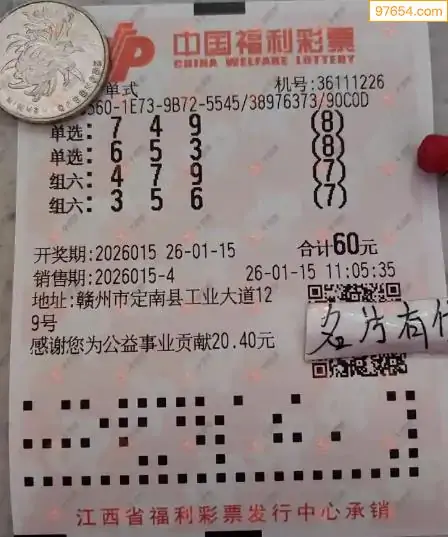 97654.com
中国福利彩票
CHINA WELFARE LOTTERY
单式 机号:36111226
560-1E73-9B72-5545/38976373/90C0D
单选: 7 4 9 (8)
单选: 6 5 3 (8)
组六: 4 7 9 (7)
组六: 3 5 6 (7)
开奖期:2026015 26-01-15 合计60元
销售期:2026015-4 26-01-15 11:05:35
地址:赣州市定南县工业大道12
9号
名片有
感谢您为公益事业贡献20.40元
江西省福利彩票发行中心承销